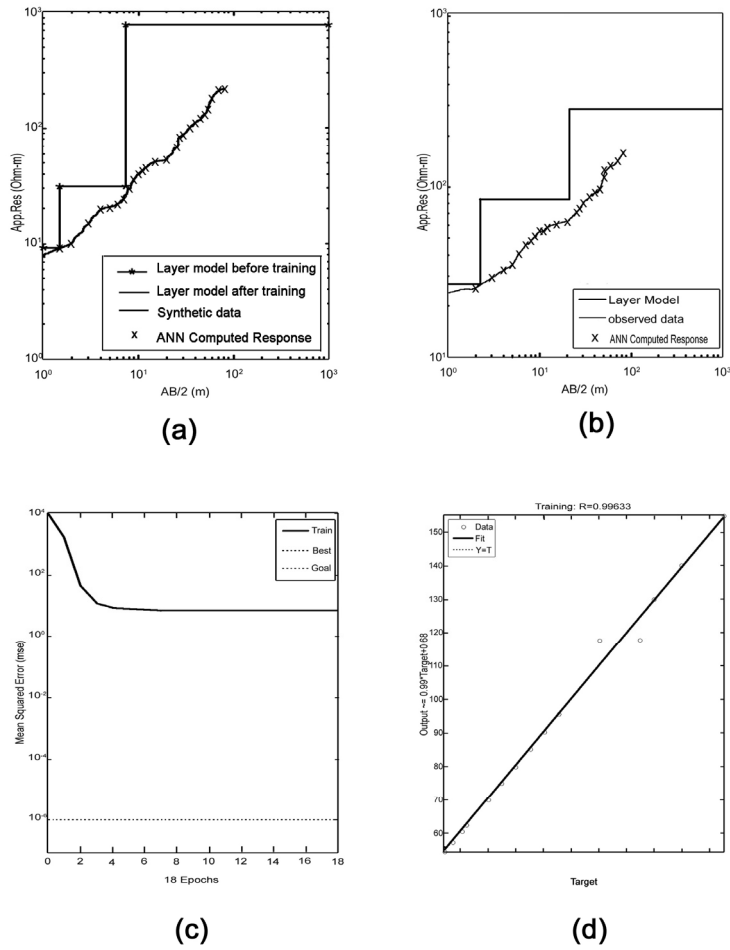 10³
10²
10¹
10⁰
App.Res (Ohm-m)
Layer model before training
Layer model after training
Synthetic data
ANN Computed Response
10⁰ 10¹ 10² 10³
AB/2 (m)
(a)
10³
10²
10¹
App.Res (Ohm-m)
Layer Model
observed data
ANN Computed Response
10⁰ 10¹ 10² 10³
AB/2 (m)
(b)
10⁴
10²
10⁰
10⁻²
10⁻⁴
10⁻⁶
Mean Squared Error (mse)
Train
Best
Goal
0 2 4 6 8 10 12 14 16 18
18 Epochs
(c)
Training: R=0.99633
150
140
130
120
110
100
90
80
70
60
Output ~= 0.99*Target+0.68
Data
Fit
Y=T
Target
(d)